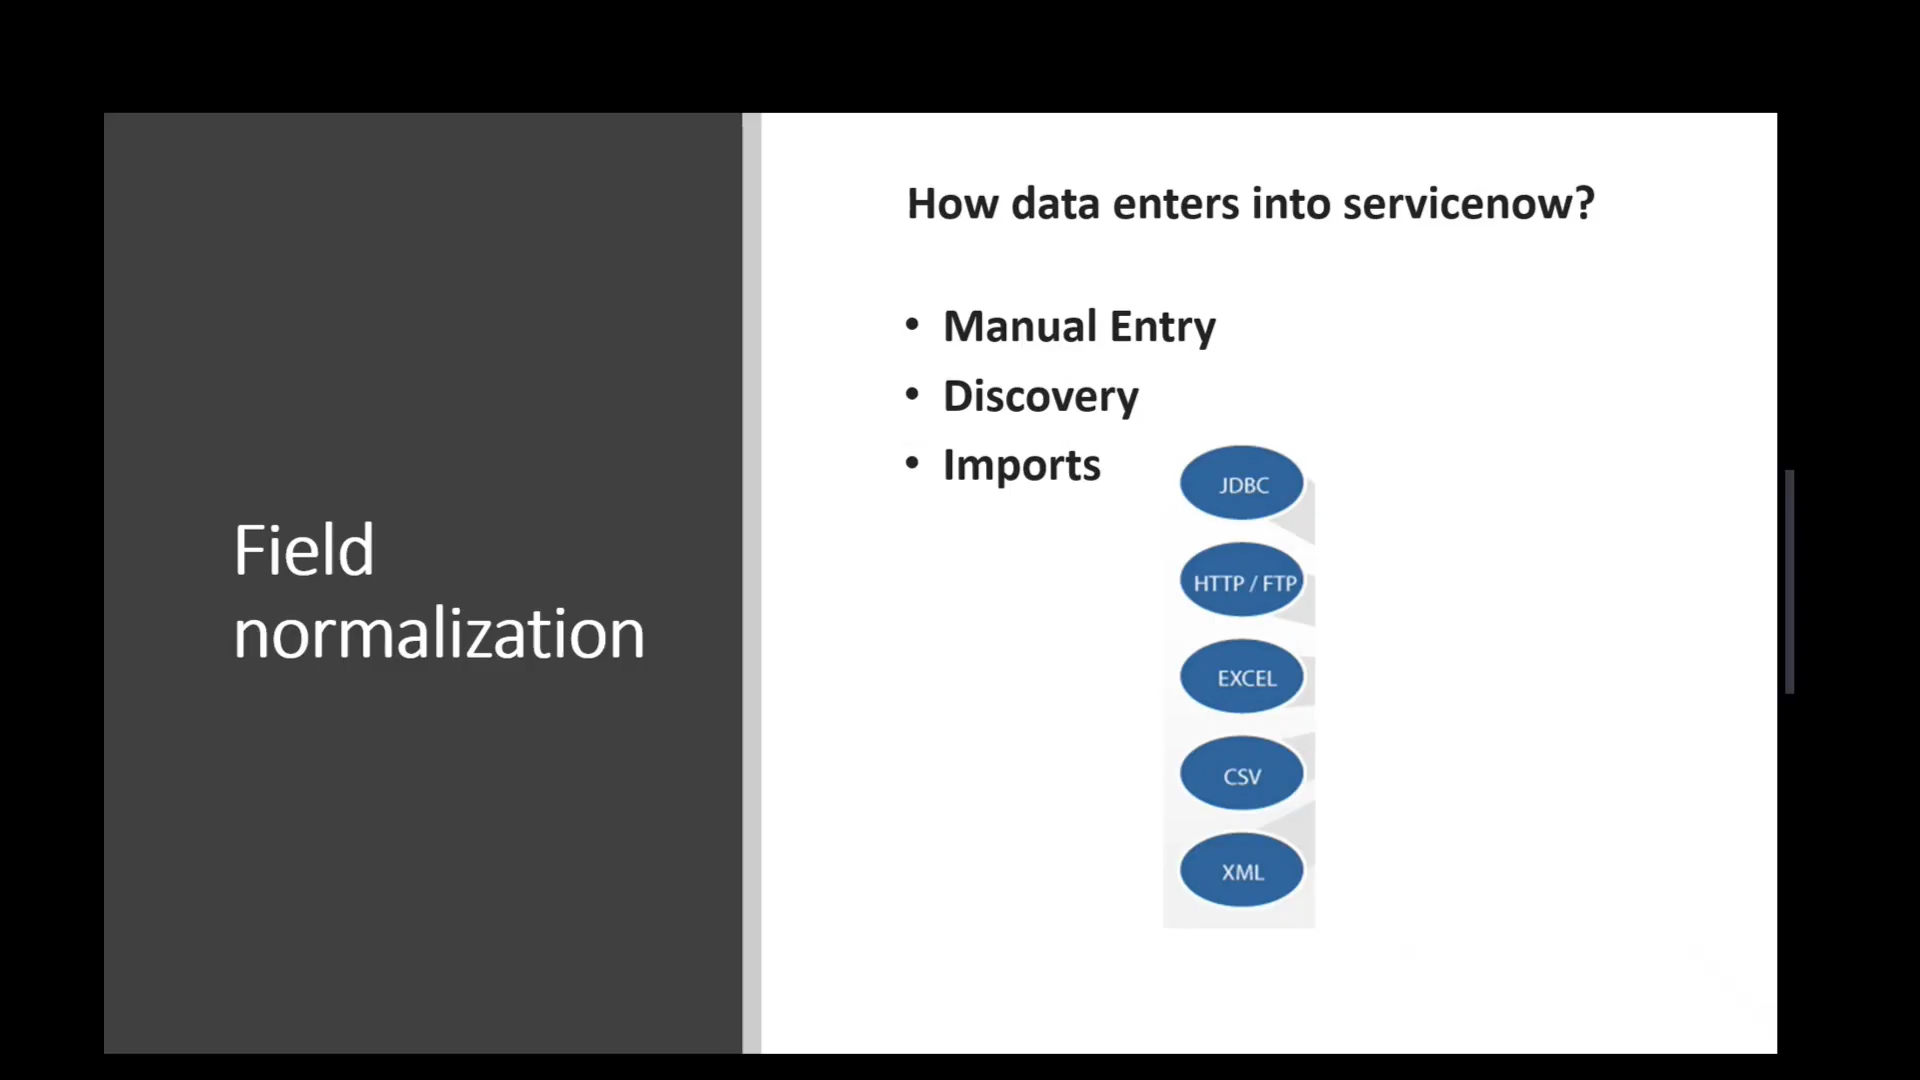 Field
normalization
How data enters into servicenow?
• Manual Entry
• Discovery
• Imports
JDBC
HTTP / FTP
EXCEL
CSV
XML